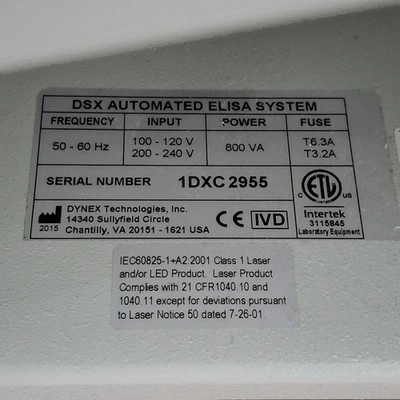 DSX AUTOMATED ELISA SYSTEM
FREQUENCY INPUT POWER FUSE
50 - 60 Hz 100 - 120 V 800 VA T6.3A
200 - 240 V T3.2A
SERIAL NUMBER 1DXC 2955
DYNEX Technologies, Inc.
14340 Sullyfield Circle
Chantilly, VA 20151 - 1621 USA
2015
CE IVD
C ETL US
Intertek
3115845
Laboratory Equipment
IEC60825-1+A2:2001 Class 1 Laser
and/or LED Product. Laser Product
Complies with 21 CFR1040.10 and
1040.11 except for deviations pursuant
to Laser Notice 50 dated 7-26-01.